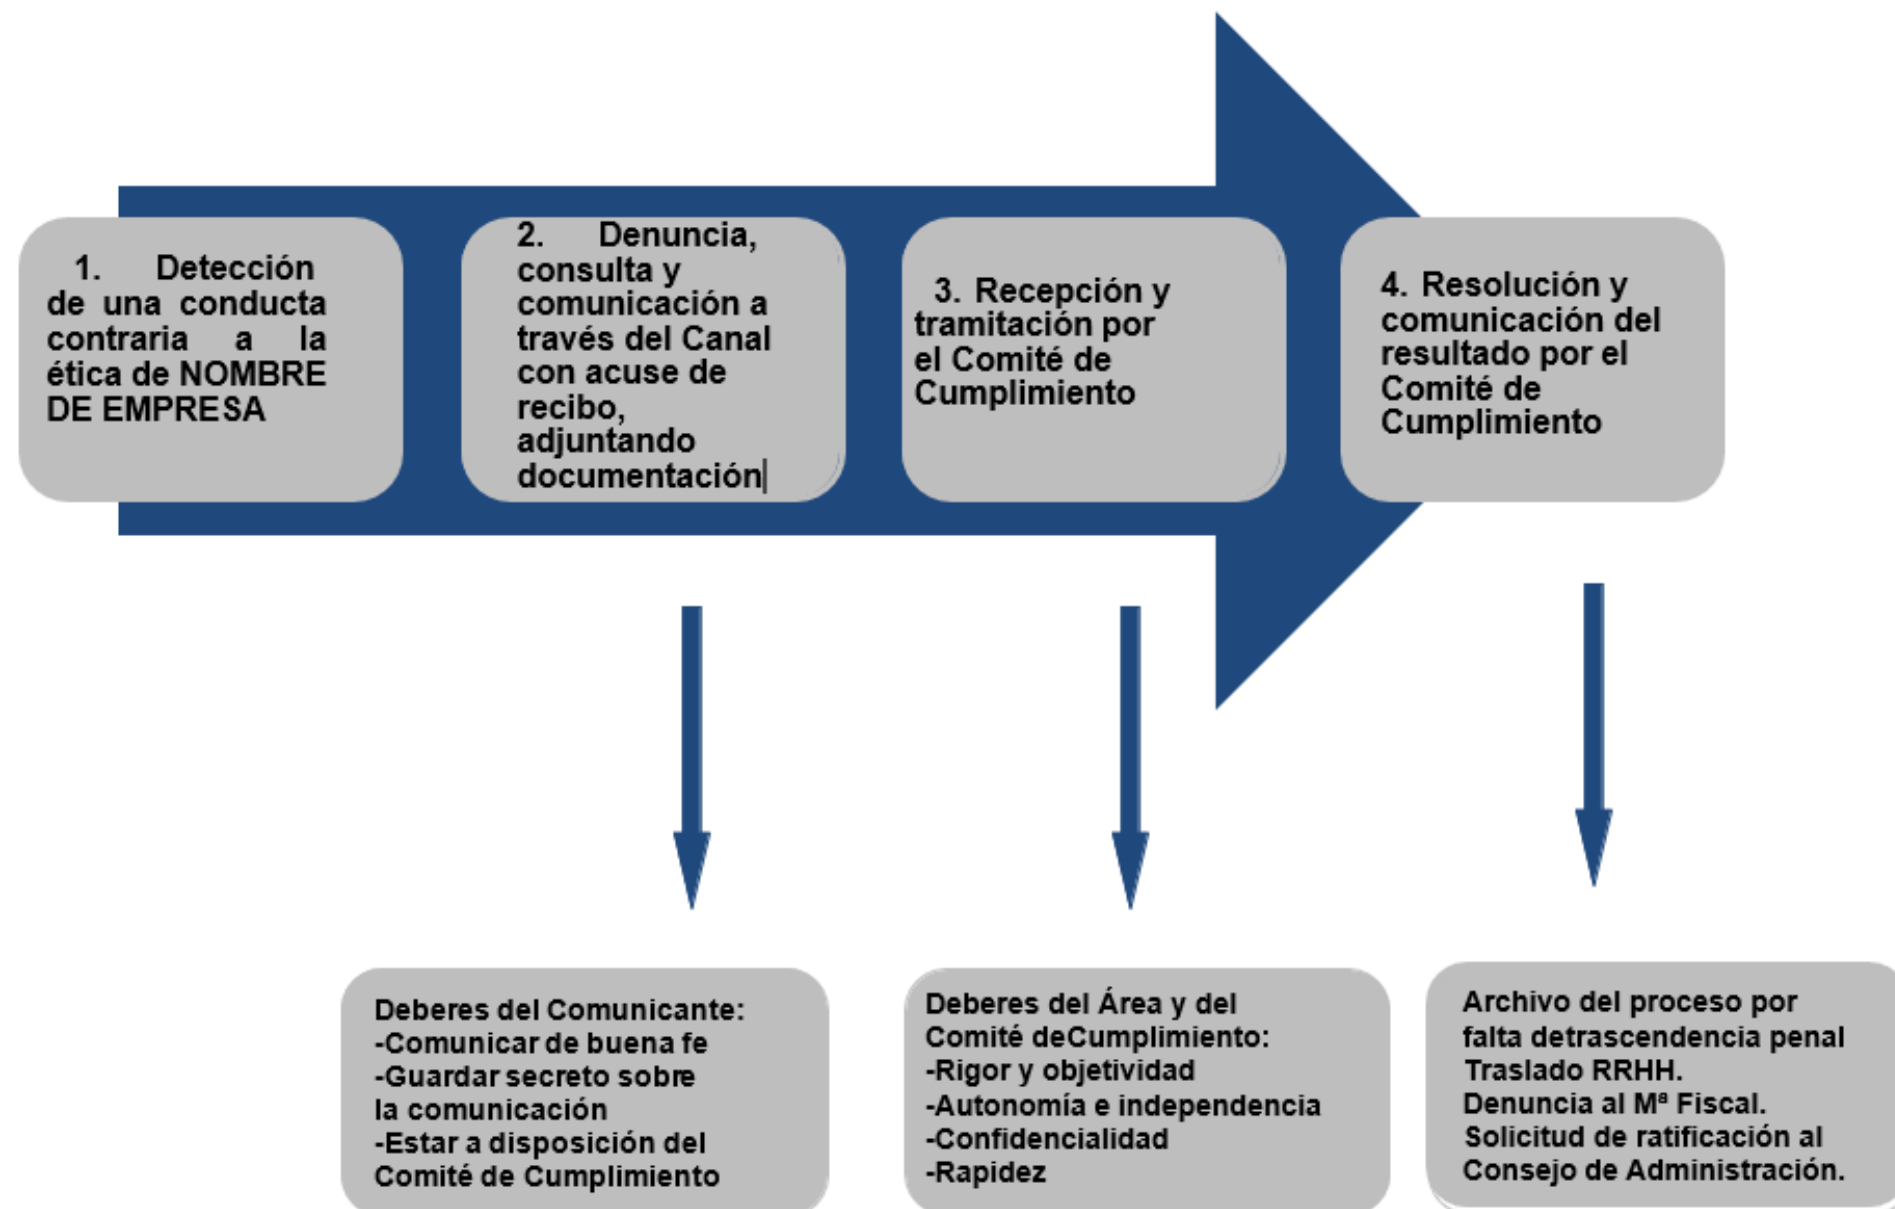 1. Detección
de una conducta
contraria a la
ética de NOMBRE
DE EMPRESA
2. Denuncia,
consulta y
comunicación a
través del Canal
con acuse de
recibo,
adjuntando
documentación
3. Recepción y
tramitación por
el Comité de
Cumplimiento
4. Resolución y
comunicación del
resultado por el
Comité de
Cumplimiento
Deberes del Comunicante:
-Comunicar de buena fe
-Guardar secreto sobre
la comunicación
-Estar a disposición del
Comité de Cumplimiento
Deberes del Área y del
Comité deCumplimiento:
-Rigor y objetividad
-Autonomía e independencia
-Confidencialidad
-Rapidez
Archivo del proceso por
falta detrascendencia penal
Traslado RRHH.
Denuncia al Mª Fiscal.
Solicitud de ratificación al
Consejo de Administración.